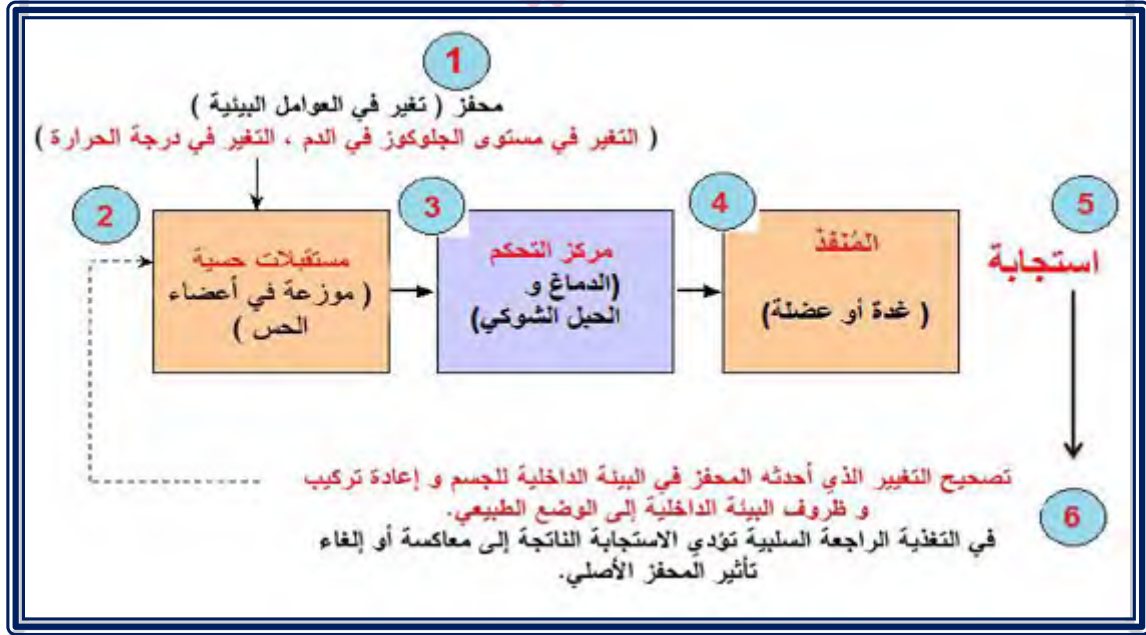 1
محفز ( تغير في العوامل البيئية )
( التغير في مستوى الجلوكوز في الدم ، التغير في درجة الحرارة )
2
مستقبلات حسية
( موزعة في أعضاء
الحس )
3
مركز التحكم
(الدماغ و
الحبل الشوكي)
4
المُنفذ
( غدة أو عضلة)
5
استجابة
6
تصحيح التغيير الذي أحدثه المحفز في البيئة الداخلية للجسم و إعادة تركيب
و ظروف البيئة الداخلية إلى الوضع الطبيعي.
في التغذية الراجعة السلبية تؤدي الاستجابة الناتجة إلى معاكسة أو إلغاء
تأثير المحفز الأصلي.